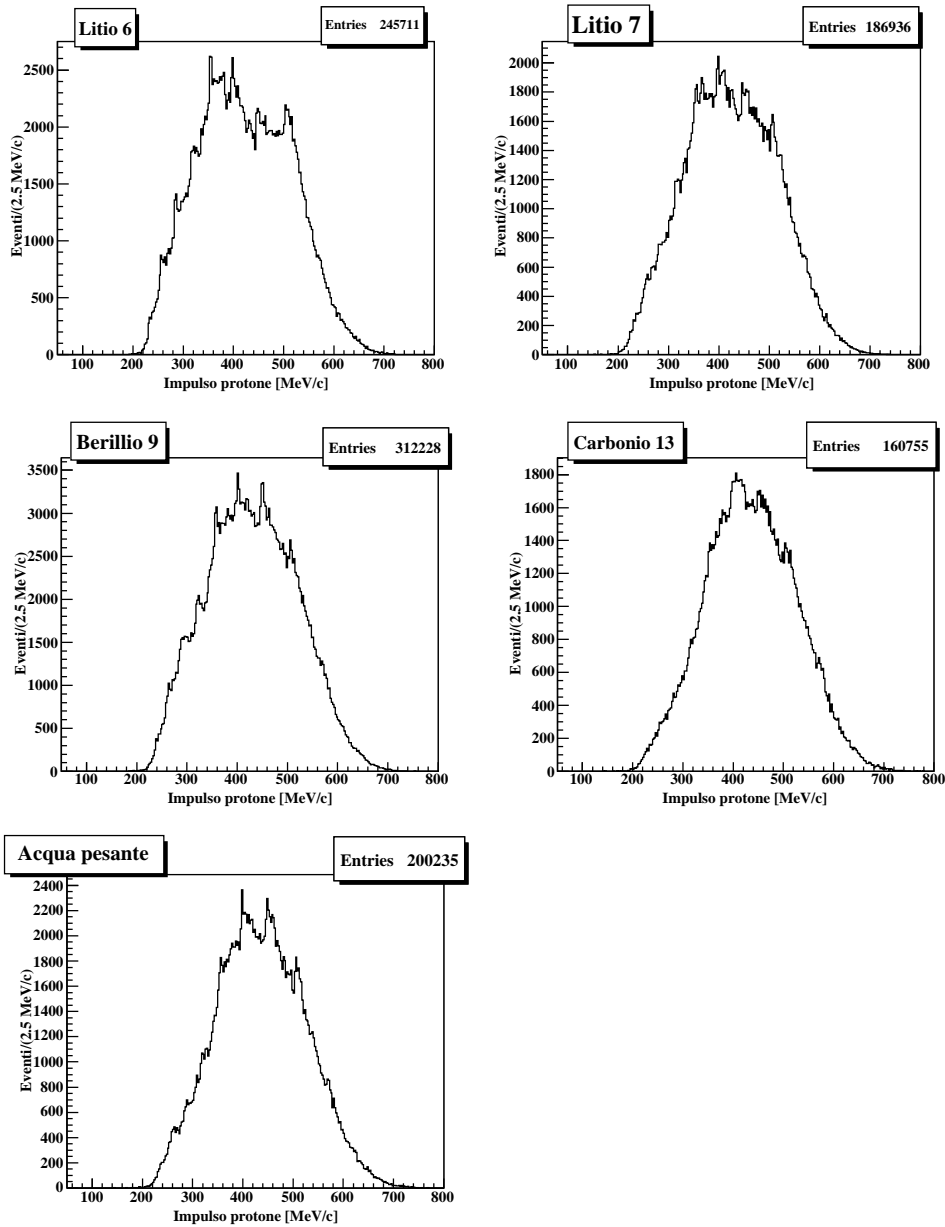 Litio 6
Entries 245711
Eventi/(2.5 MeV/c)
2500
2000
1500
1000
500
0
100 200 300 400 500 600 700 800
Impulso protone [MeV/c]
Litio 7
Entries 186936
Eventi/(2.5 MeV/c)
2000
1800
1600
1400
1200
1000
800
600
400
200
0
100 200 300 400 500 600 700 800
Impulso protone [MeV/c]
Berillio 9
Entries 312228
Eventi/(2.5 MeV/c)
3500
3000
2500
2000
1500
1000
500
0
100 200 300 400 500 600 700 800
Impulso protone [MeV/c]
Carbonio 13
Entries 160755
Eventi/(2.5 MeV/c)
1800
1600
1400
1200
1000
800
600
400
200
0
100 200 300 400 500 600 700 800
Impulso protone [MeV/c]
Acqua pesante
Entries 200235
Eventi/(2.5 MeV/c)
2400
2200
2000
1800
1600
1400
1200
1000
800
600
400
200
0
100 200 300 400 500 600 700 800
Impulso protone [MeV/c]